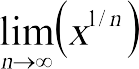 lim n→∞ (x^{1/n})